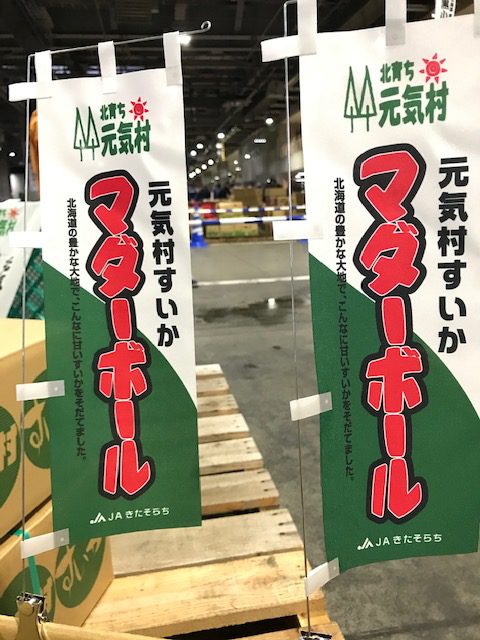 北育ち
元気村
元気村すいか
マダーボール
北海道の豊かな大地で、こんなに甘いすいかをそだてました。
JA JAきたそらち
北育ち
元気村
元気村すいか
マダーボール
北海道の豊かな大地で、こんなに甘いすいかをそだてました。
JA JAきたそらち